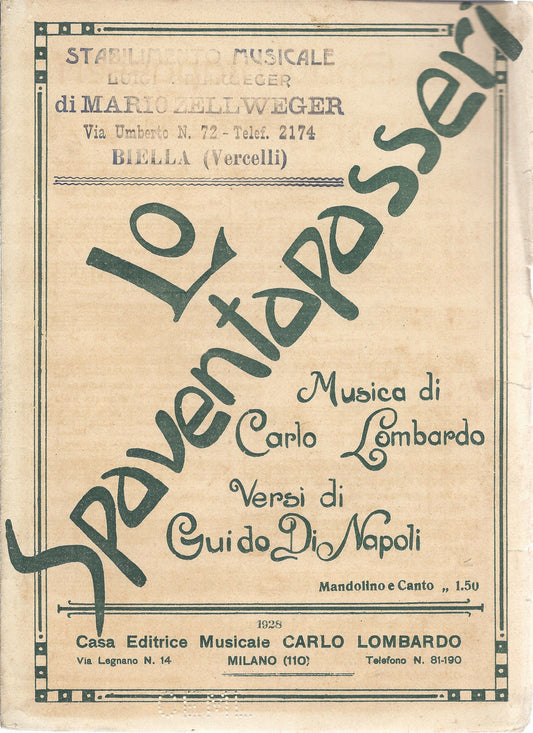 STABILIMENTO MUSICALE
LUIGI ZELLWEGER
di MARIO ZELLWEGER
Via Umberto N. 72 - Telef. 2174
BIELLA (Vercelli)
Lo
Spaventapasseri
Musica di
Carlo Lombardo
Versi di
Guido Di Napoli
Mandolino e Canto „ 1.50
1928
Casa Editrice Musicale CARLO LOMBARDO
Via Legnano N. 14 MILANO (110) Telefono N. 81-190